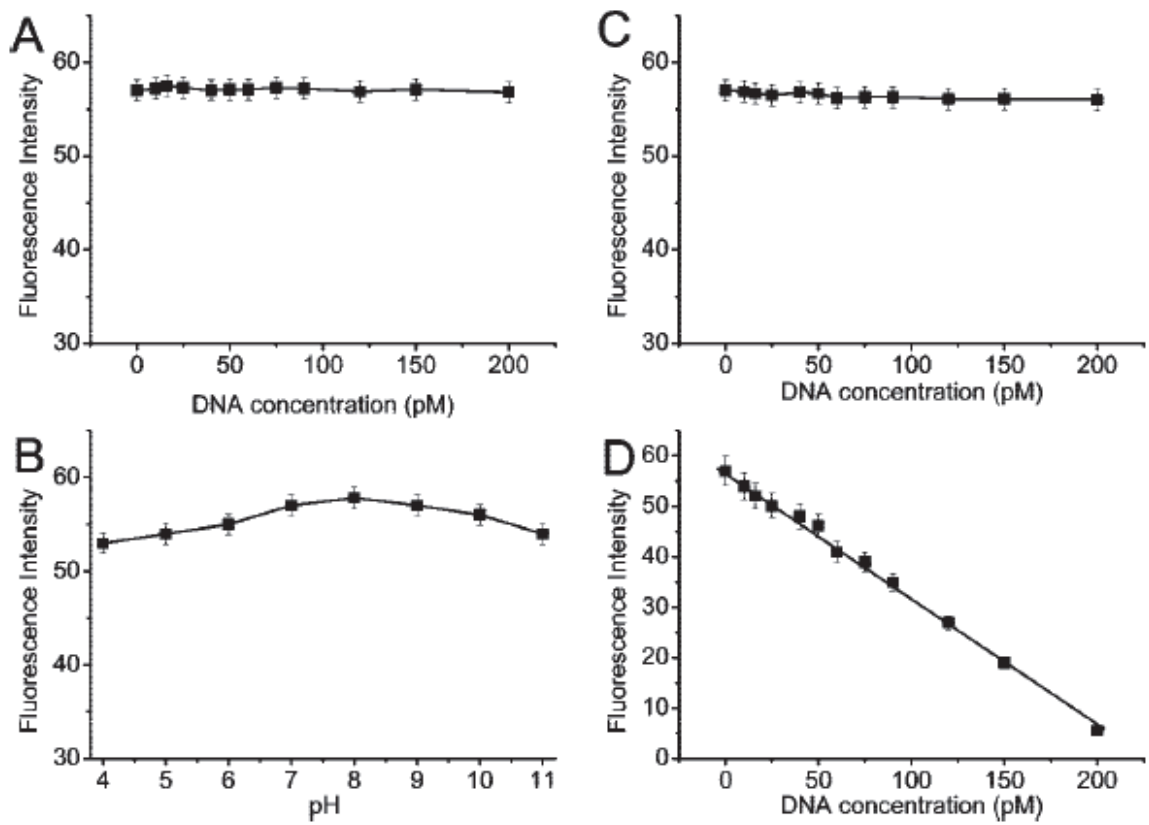 A
Fluorescence Intensity
60
50
40
30
0 50 100 150 200
DNA concentration (pM)
C
Fluorescence Intensity
60
50
40
30
0 50 100 150 200
DNA concentration (pM)
B
Fluorescence Intensity
60
50
40
30
4 5 6 7 8 9 10 11
pH
D
Fluorescence Intensity
60
50
40
30
20
10
0
0 50 100 150 200
DNA concentration (pM)